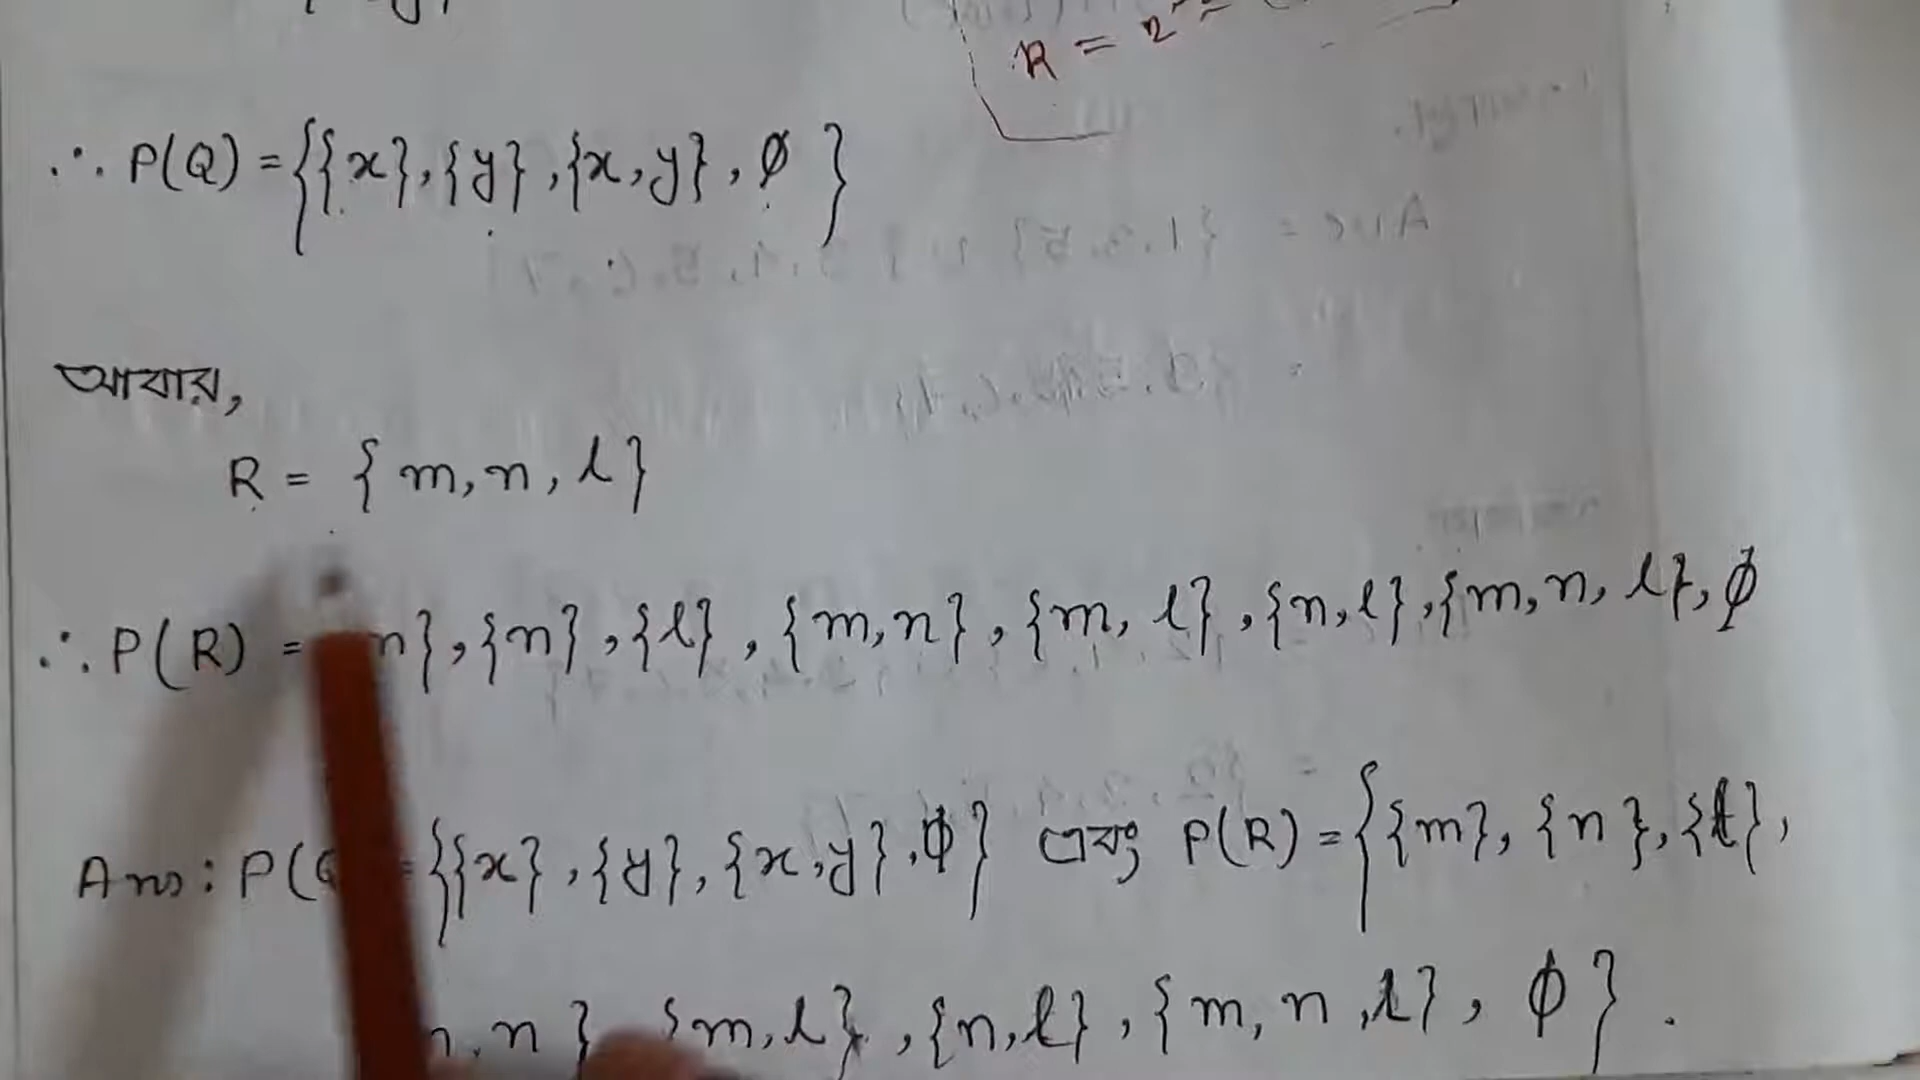 R = 2
∴ P(Q) = {{x}, {y}, {x, y}, ∅ }
আবার,
R = { m, n, l }
∴ P(R) = n}, {n}, {l}, {m, n}, {m, l}, {n, l}, {m, n, l}, ∅
Ans: P(Q = {{x}, {y}, {x, y}, ∅} এবং P(R) = {{m}, {n}, {l},
n, n }, {m, l}, {n, l}, {m, n, l}, ∅ }.